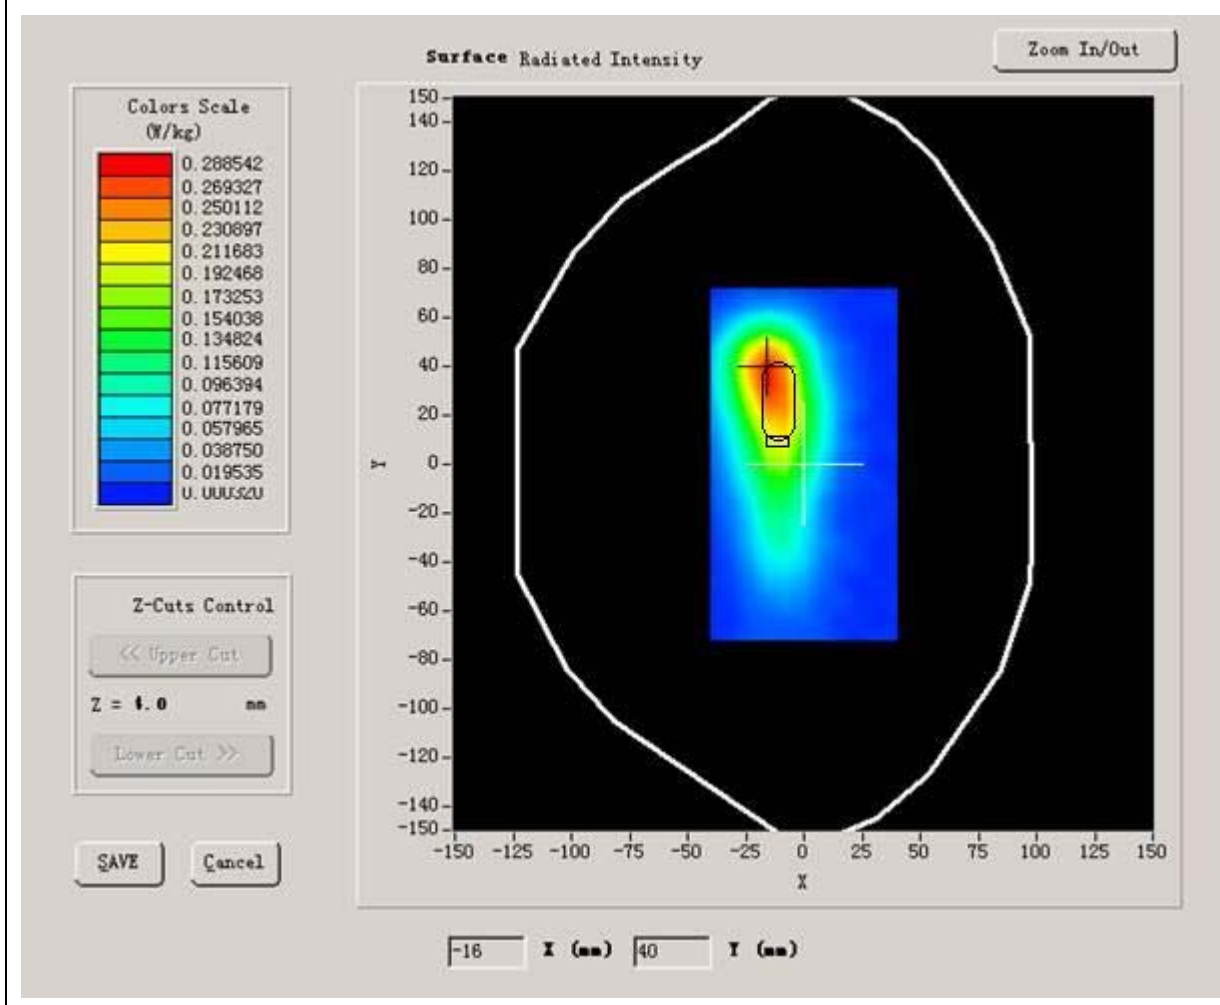 Surface Radiated Intensity
Zoom In/Out
Colors Scale
(W/kg)
0.288542
0.269327
0.250112
0.230897
0.211683
0.192468
0.173253
0.154038
0.134824
0.115609
0.096394
0.077179
0.057965
0.038750
0.019535
0.000320
Z-Cuts Control
<< Upper Cut
Z = 4.0 mm
Lower Cut >>
SAVE
Cancel
150
140
120
100
80
60
40
20
0
-20
-40
-60
-80
-100
-120
-140
-150
Y
-150 -125 -100 -75 -50 -25 0 25 50 75 100 125 150
X
-16 X (mm) 40 Y (mm)